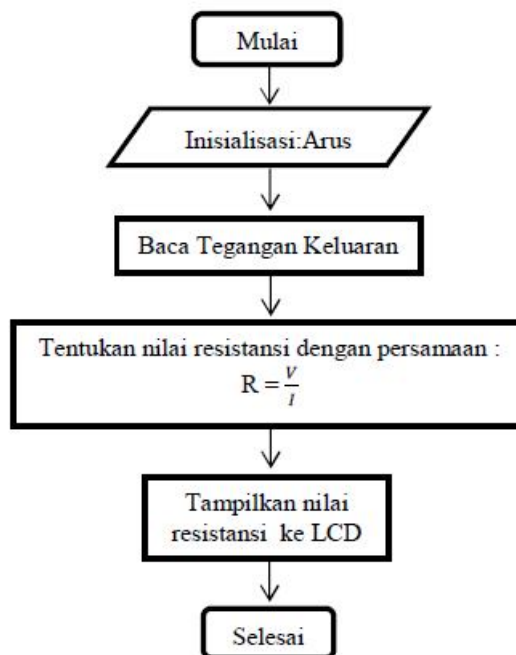 Mulai
Inisialisasi:Arus
Baca Tegangan Keluaran
Tentukan nilai resistansi dengan persamaan :
R = V/I
Tampilkan nilai
resistansi ke LCD
Selesai